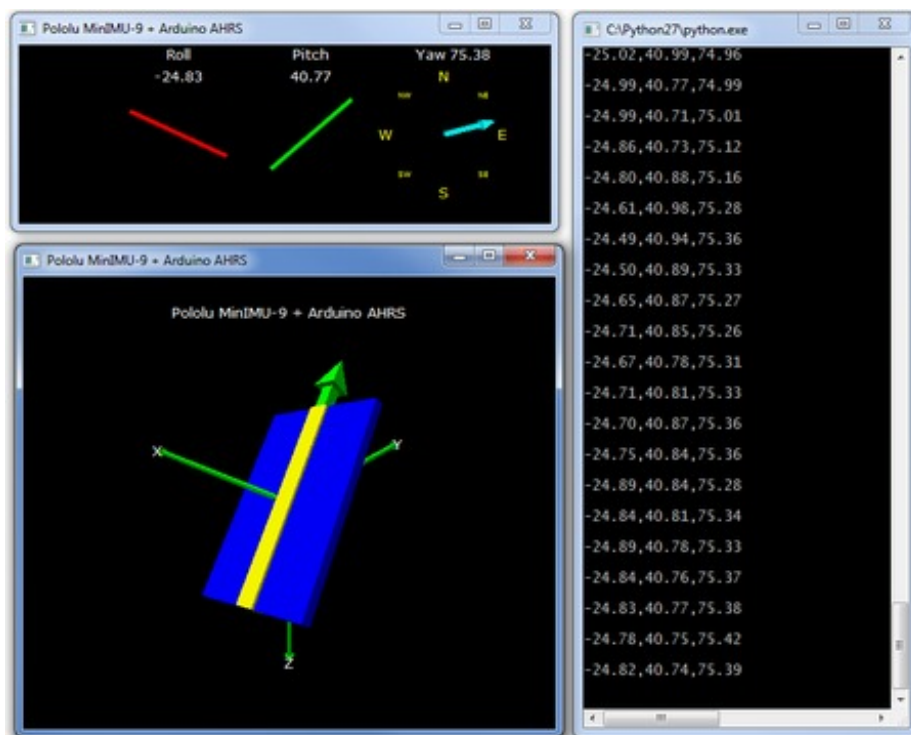 Pololu MinIMU-9 + Arduino AHRS
Roll Pitch Yaw 75.38
-24.83 40.77
N
NW NE
W E
SW SE
S
Pololu MinIMU-9 + Arduino AHRS
Pololu MinIMU-9 + Arduino AHRS
X Y
Z
C:\Python27\python.exe
-25.02,40.99,74.96
-24.99,40.77,74.99
-24.99,40.71,75.01
-24.86,40.73,75.12
-24.80,40.88,75.16
-24.61,40.98,75.28
-24.49,40.94,75.36
-24.50,40.89,75.33
-24.65,40.87,75.27
-24.71,40.85,75.26
-24.67,40.78,75.31
-24.71,40.81,75.33
-24.70,40.87,75.36
-24.75,40.84,75.36
-24.89,40.84,75.28
-24.84,40.81,75.34
-24.89,40.78,75.33
-24.84,40.76,75.37
-24.83,40.77,75.38
-24.78,40.75,75.42
-24.82,40.74,75.39